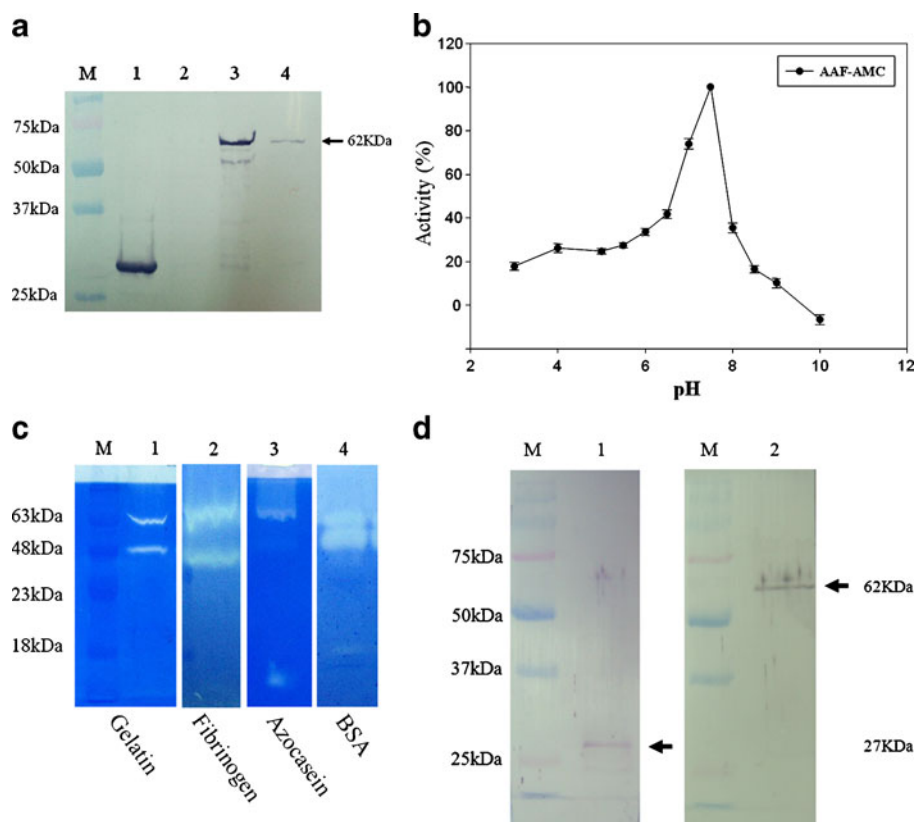 a
M 1 2 3 4
75kDa
62KDa
50kDa
37kDa
25kDa
b
120
100
80
60
40
20
0
Activity (%)
AAF-AMC
2 4 6 8 10 12
pH
c
M 1 2 3 4
63kDa
48kDa
23kDa
18kDa
Gelatin
Fibrinogen
Azocasein
BSA
d
M 1 M 2
75kDa
62KDa
50kDa
37kDa
27KDa
25kDa